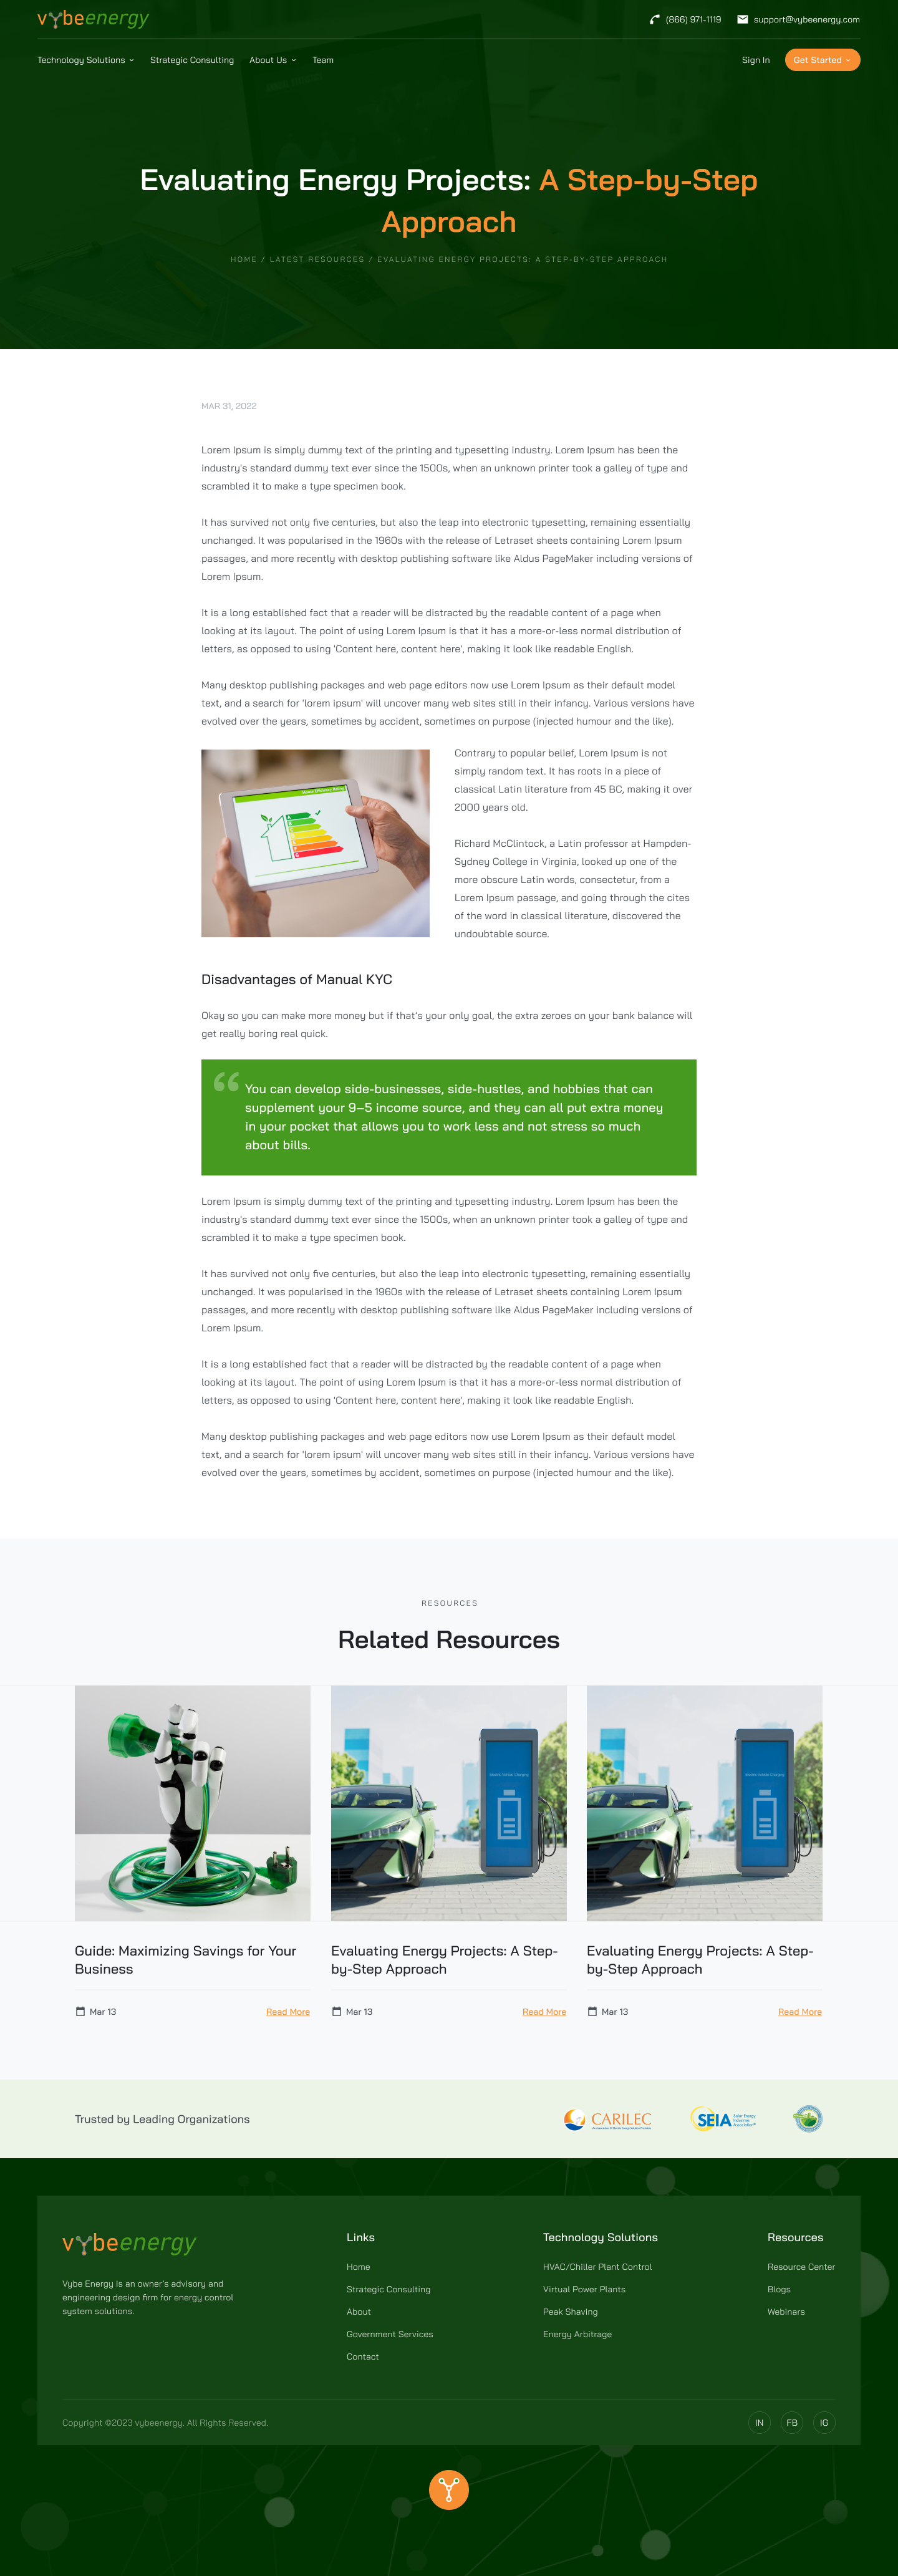 vybeenergy
(866) 971-1119
support@vybeenergy.com
Technology Solutions
Strategic Consulting
About Us
Team
Sign In
Get Started
Evaluating Energy Projects: A Step-by-Step
Approach
HOME / LATEST RESOURCES / EVALUATING ENERGY PROJECTS: A STEP-BY-STEP APPROACH
MAR 31, 2022
Lorem Ipsum is simply dummy text of the printing and typesetting industry. Lorem Ipsum has been the
industry's standard dummy text ever since the 1500s, when an unknown printer took a galley of type and
scrambled it to make a type specimen book.
It has survived not only five centuries, but also the leap into electronic typesetting, remaining essentially
unchanged. It was popularised in the 1960s with the release of Letraset sheets containing Lorem Ipsum
passages, and more recently with desktop publishing software like Aldus PageMaker including versions of
Lorem Ipsum.
It is a long established fact that a reader will be distracted by the readable content of a page when
looking at its layout. The point of using Lorem Ipsum is that it has a more-or-less normal distribution of
letters, as opposed to using 'Content here, content here', making it look like readable English.
Many desktop publishing packages and web page editors now use Lorem Ipsum as their default model
text, and a search for 'lorem ipsum' will uncover many web sites still in their infancy. Various versions have
evolved over the years, sometimes by accident, sometimes on purpose (injected humour and the like).
House Efficiency Rating
Contrary to popular belief, Lorem Ipsum is not
simply random text. It has roots in a piece of
classical Latin literature from 45 BC, making it over
2000 years old.
Richard McClintock, a Latin professor at Hampden-
Sydney College in Virginia, looked up one of the
more obscure Latin words, consectetur, from a
Lorem Ipsum passage, and going through the cites
of the word in classical literature, discovered the
undoubtable source.
Disadvantages of Manual KYC
Okay so you can make more money but if that's your only goal, the extra zeroes on your bank balance will
get really boring real quick.
You can develop side-businesses, side-hustles, and hobbies that can
supplement your 9–5 income source, and they can all put extra money
in your pocket that allows you to work less and not stress so much
about bills.
Lorem Ipsum is simply dummy text of the printing and typesetting industry. Lorem Ipsum has been the
industry's standard dummy text ever since the 1500s, when an unknown printer took a galley of type and
scrambled it to make a type specimen book.
It has survived not only five centuries, but also the leap into electronic typesetting, remaining essentially
unchanged. It was popularised in the 1960s with the release of Letraset sheets containing Lorem Ipsum
passages, and more recently with desktop publishing software like Aldus PageMaker including versions of
Lorem Ipsum.
It is a long established fact that a reader will be distracted by the readable content of a page when
looking at its layout. The point of using Lorem Ipsum is that it has a more-or-less normal distribution of
letters, as opposed to using 'Content here, content here', making it look like readable English.
Many desktop publishing packages and web page editors now use Lorem Ipsum as their default model
text, and a search for 'lorem ipsum' will uncover many web sites still in their infancy. Various versions have
evolved over the years, sometimes by accident, sometimes on purpose (injected humour and the like).
RESOURCES
Related Resources
Guide: Maximizing Savings for Your
Business
Mar 13
Read More
Evaluating Energy Projects: A Step-
by-Step Approach
Mar 13
Read More
Evaluating Energy Projects: A Step-
by-Step Approach
Mar 13
Read More
Trusted by Leading Organizations
CARILEC
SEIA
Solar Energy
Industries
Association
vybeenergy
Vybe Energy is an owner's advisory and
engineering design firm for energy control
system solutions.
Links
Home
Strategic Consulting
About
Government Services
Contact
Technology Solutions
HVAC/Chiller Plant Control
Virtual Power Plants
Peak Shaving
Energy Arbitrage
Resources
Resource Center
Blogs
Webinars
Copyright ©2023 vybeenergy. All Rights Reserved.
IN
FB
IG